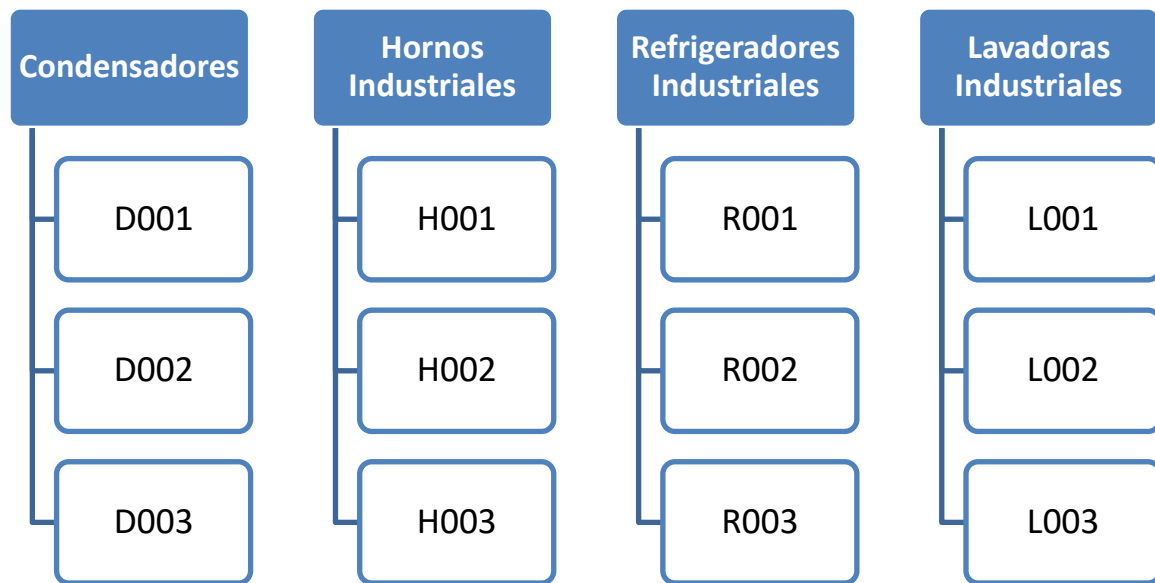 Condensadores
D001
D002
D003
Hornos
Industriales
H001
H002
H003
Refrigeradores
Industriales
R001
R002
R003
Lavadoras
Industriales
L001
L002
L003